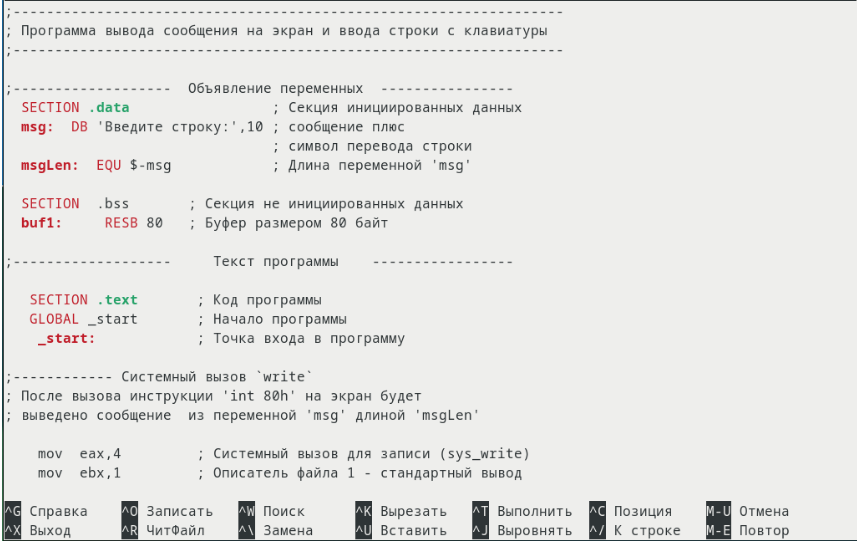 ;-------------------------------------------------------------------
; Программа вывода сообщения на экран и ввода строки с клавиатуры
;-------------------------------------------------------------------
;------------------- Объявление переменных ----------------
SECTION .data ; Секция инициированных данных
msg: DB 'Введите строку:',10 ; сообщение плюс
; символ перевода строки
msgLen: EQU $-msg ; Длина переменной 'msg'
SECTION .bss ; Секция не инициированных данных
buf1: RESB 80 ; Буфер размером 80 байт
;------------------- Текст программы -----------------
SECTION .text ; Код программы
GLOBAL _start ; Начало программы
_start: ; Точка входа в программу
;------------ Cистемный вызов `write`
; После вызова инструкции 'int 80h' на экран будет
; выведено сообщение из переменной 'msg' длиной 'msgLen'
mov eax,4 ; Системный вызов для записи (sys_write)
mov ebx,1 ; Описатель файла 1 - стандартный вывод
^G Справка ^O Записать ^W Поиск ^K Вырезать ^T Выполнить ^C Позиция M-U Отмена
^X Выход ^R ЧитФайл ^\ Замена ^U Вставить ^J Выровнять ^/ К строке M-E Повтор